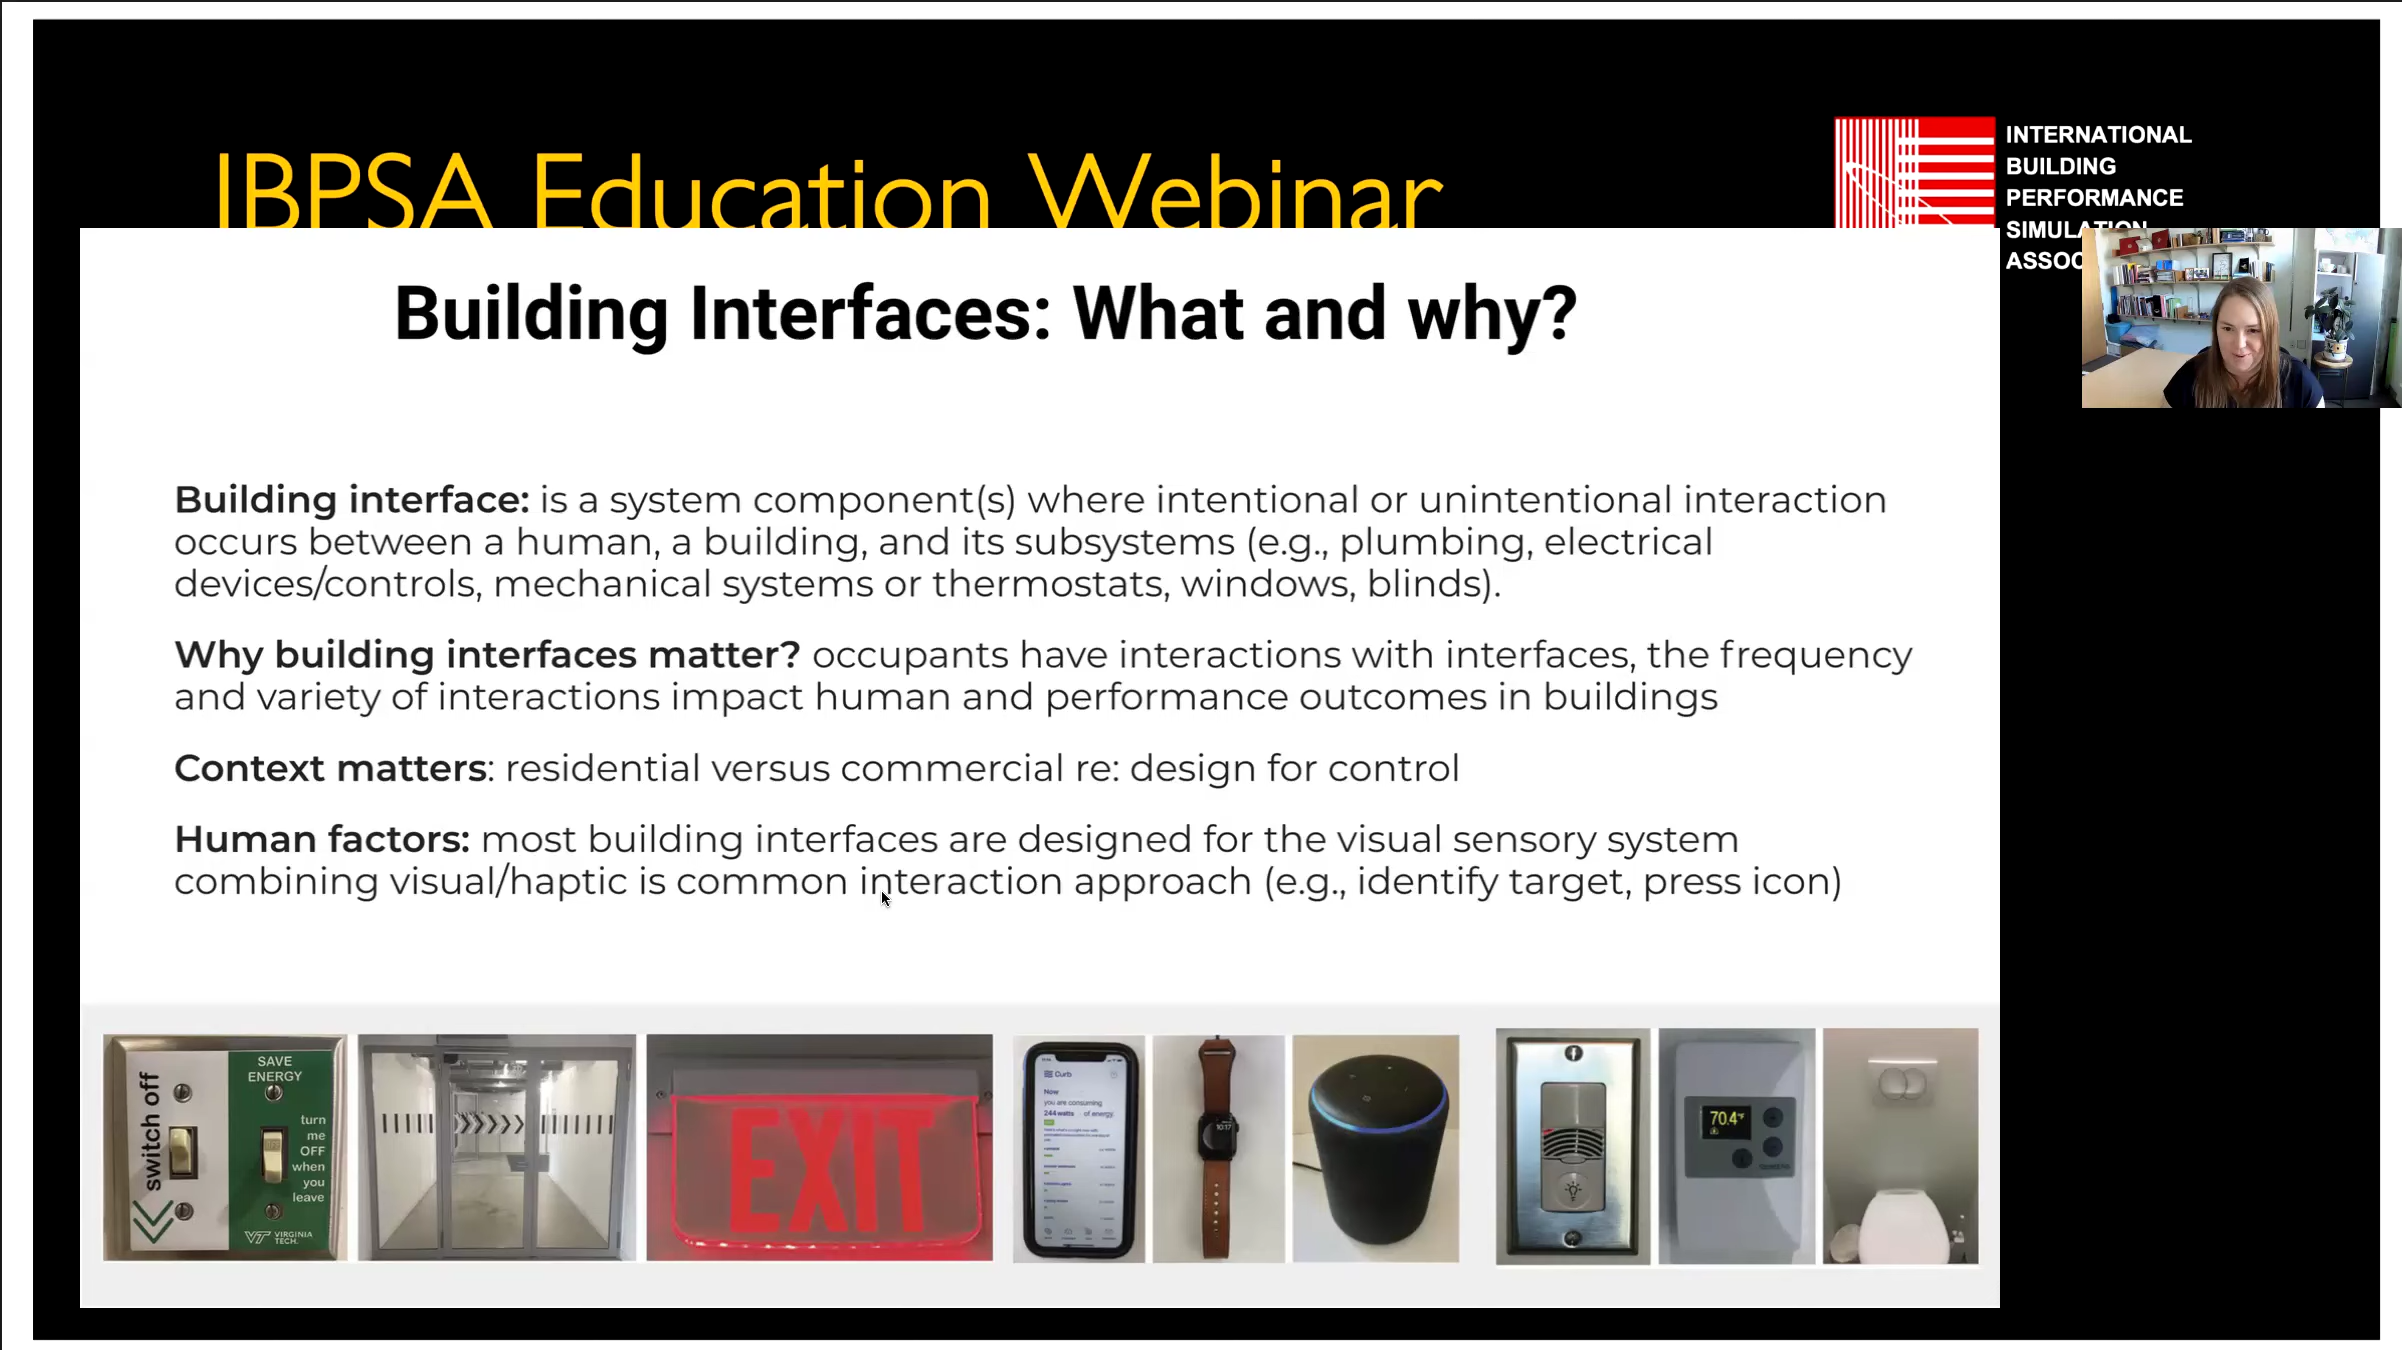 IBPSA Education Webinar
INTERNATIONAL
BUILDING
PERFORMANCE
SIMULATION
Building Interfaces: What and why?
Building interface: is a system component(s) where intentional or unintentional interaction
occurs between a human, a building, and its subsystems (e.g., plumbing, electrical
devices/controls, mechanical systems or thermostats, windows, blinds).
Why building interfaces matter? occupants have interactions with interfaces, the frequency
and variety of interactions impact human and performance outcomes in buildings
Context matters: residential versus commercial re: design for control
Human factors: most building interfaces are designed for the visual sensory system
combining visual/haptic is common interaction approach (e.g., identify target, press icon)
switch off
SAVE
ENERGY
turn
me
OFF
when
you
leave
VT VIRGINIA
TECH.
EXIT
Curb
Now
you are consuming
244 watts of energy.
10:17
70.4°F